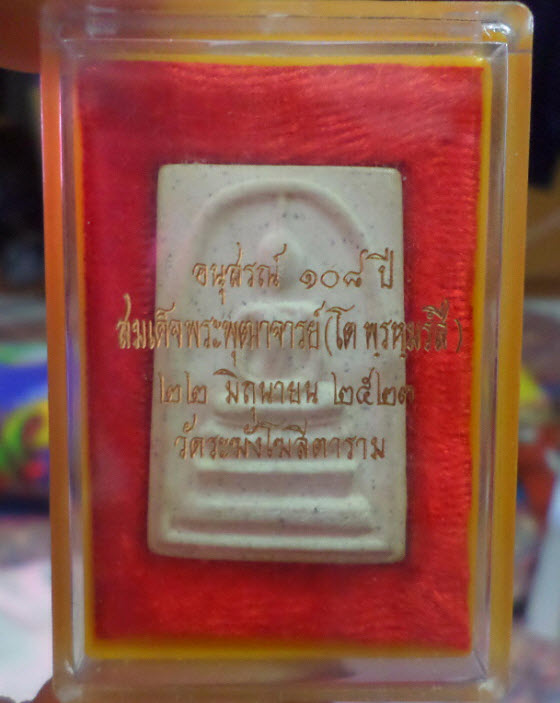 อนุสรณ์ ๑๐๘ ปี
สมเด็จพระพุฒาจารย์ (โต พฺรหฺมรํสี)
๒๒ มิถุนายน ๒๕๒๓
วัดระฆังโฆสิตาราม